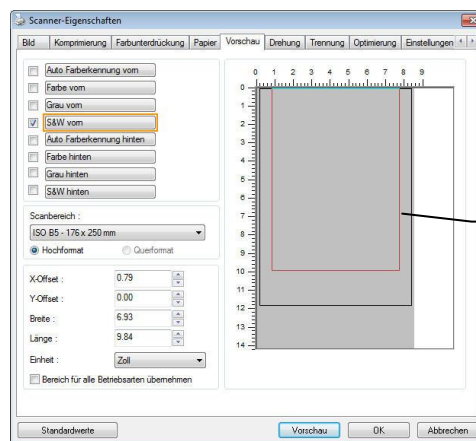 Scanner-Eigenschaften
Bild Komprimierung Farbunterdrückung Papier Vorschau Drehung Trennung Optimierung Einstellungen
Auto Farberkennung vorn
Farbe vorn
Grau vorn
S&W vorn
Auto Farberkennung hinten
Farbe hinten
Grau hinten
S&W hinten
Scanbereich :
ISO B5 - 176 x 250 mm
Hochformat Querformat
X-Offset : 0.79
Y-Offset : 0.00
Breite : 6.93
Länge : 9.84
Einheit : Zoll
Bereich für alle Betriebsarten übernehmen
0 1 2 3 4 5 6 7 8 9
0
1
2
3
4
5
6
7
8
9
10
11
12
13
14
Standardwerte Vorschau OK Abbrechen